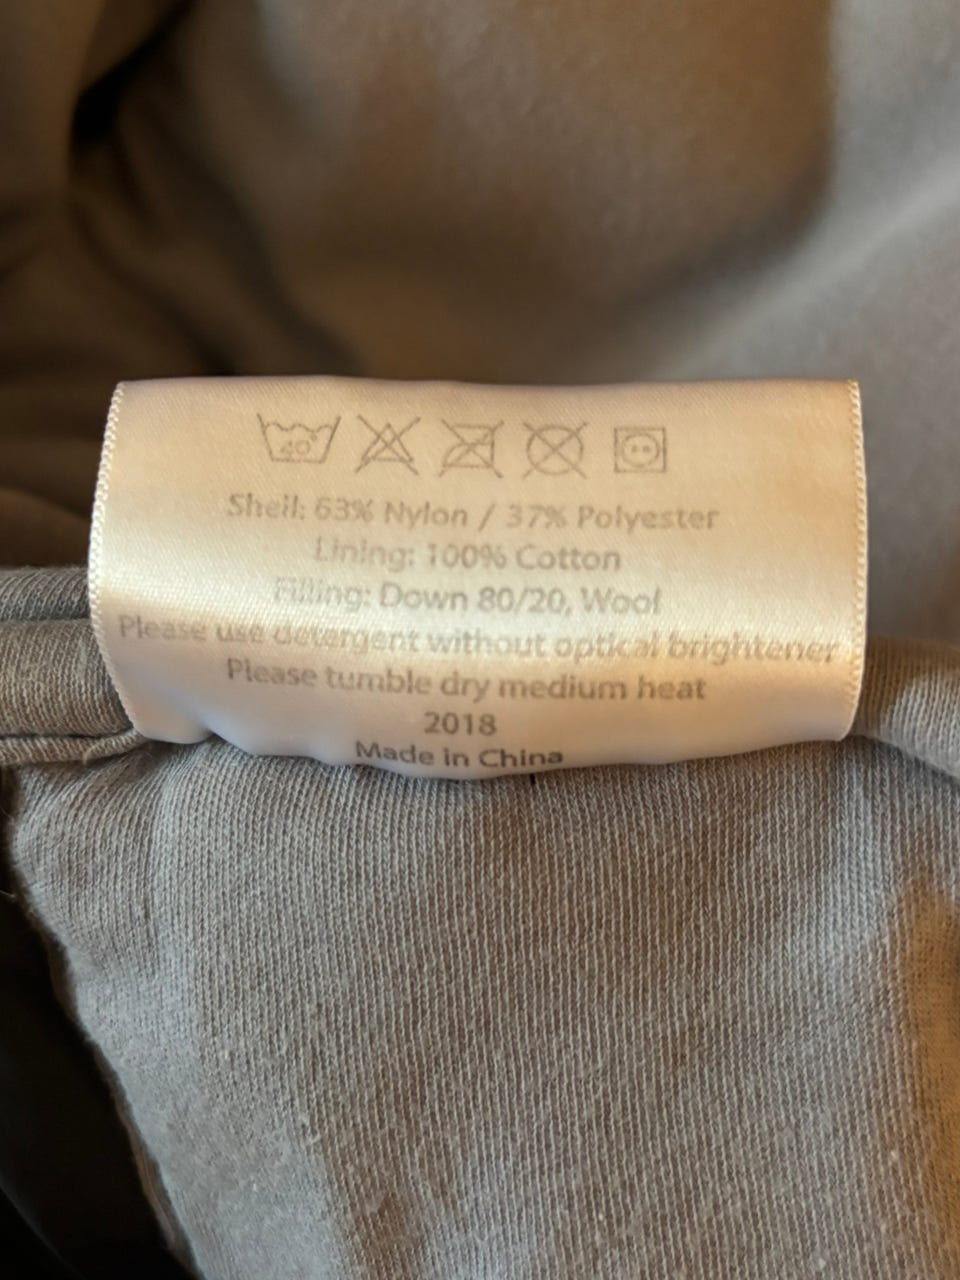 40°
Shell: 63% Nylon / 37% Polyester
Lining: 100% Cotton
Filling: Down 80/20, Wool
Please use detergent without optical brightener
Please tumble dry medium heat
2018
Made in China